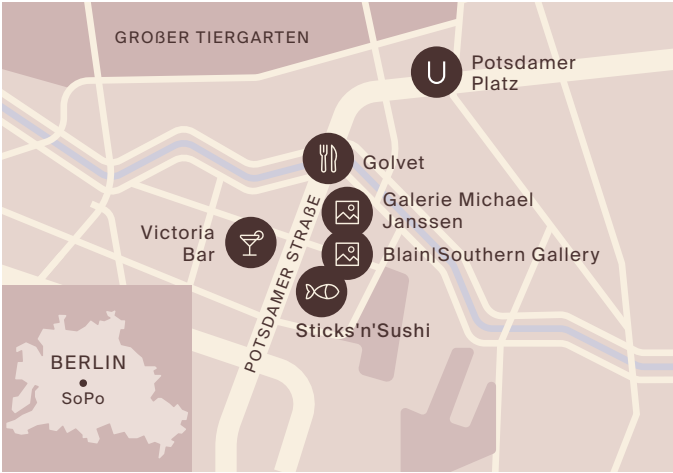 GROßER TIERGARTEN
U
Potsdamer
Platz
Golvet
Galerie Michael
Janssen
Victoria
Bar
Blain|Southern Gallery
POTSDAMER STRAßE
Sticks'n'Sushi
BERLIN
SoPo